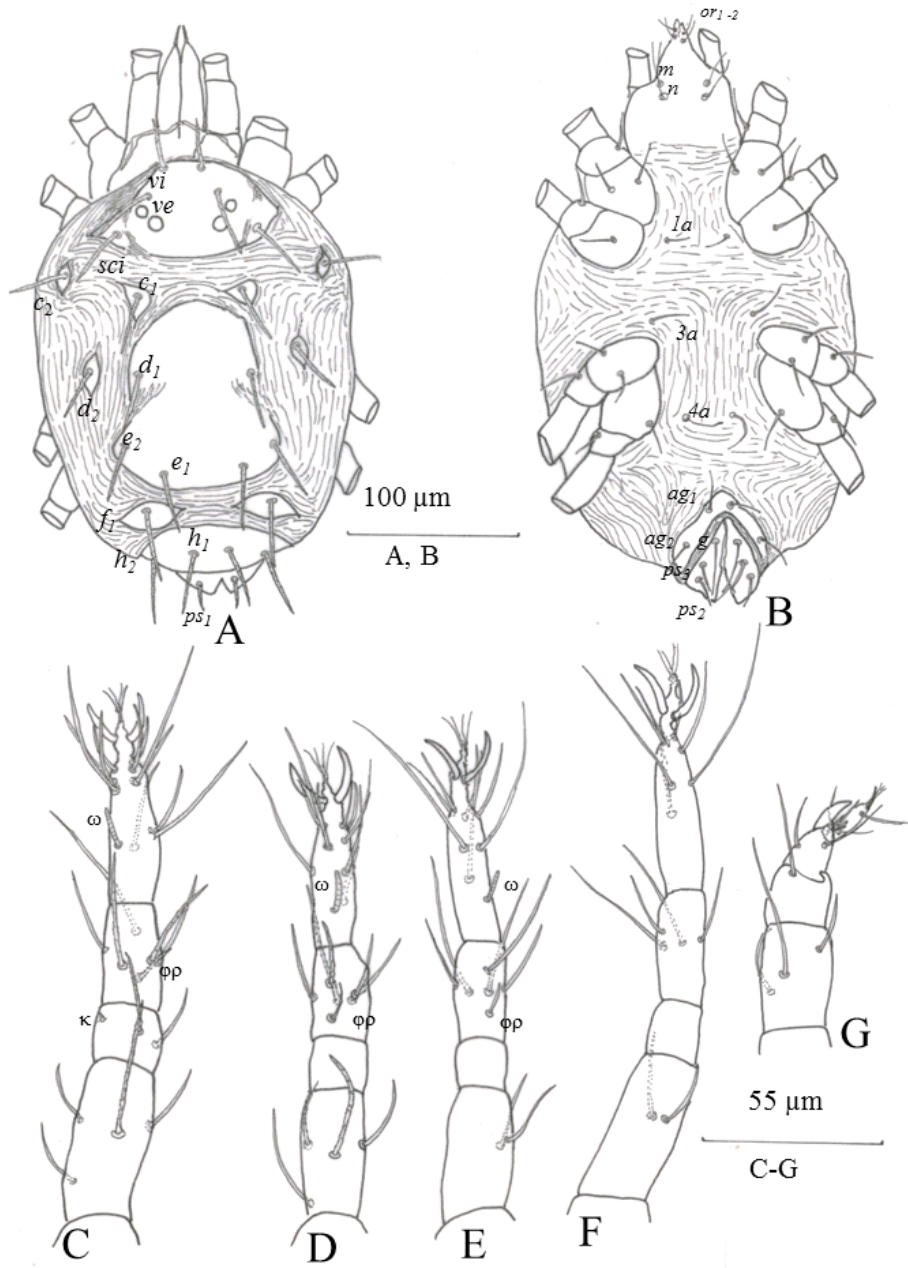 or1-2
m
n
vi
ve
sci
c1
c2
1a
3a
d1
d2
e2
e1
4a
100 µm
A, B
f1
h1
h2
ag1
ag2
g
ps3
ps1
ps2
A
B
ω
ω
ω
φρ
κ
φρ
φρ
G
55 µm
C-G
C
D
E
F